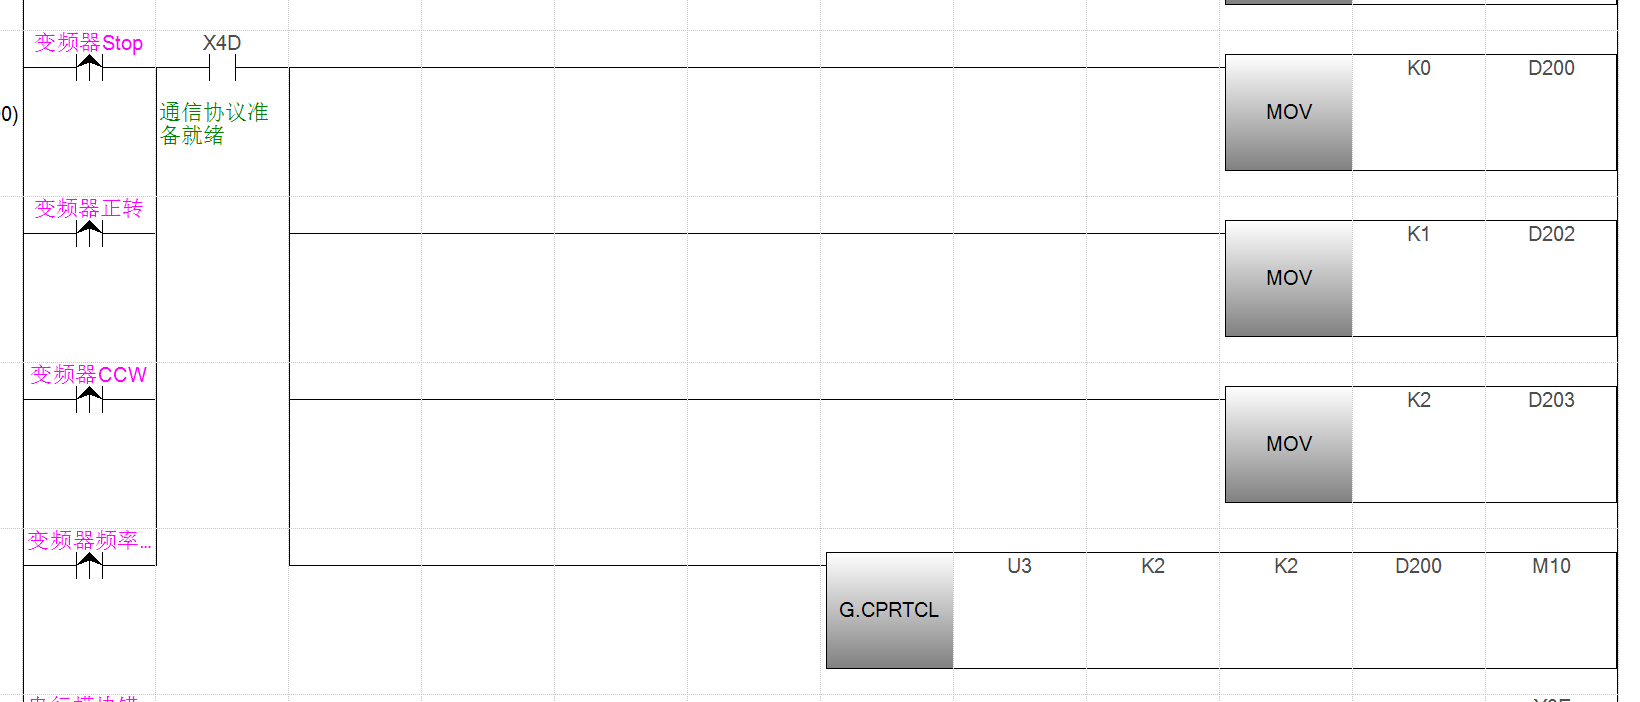 变频器Stop
X4D
K0
D200
MOV
0)
通信协议准
备就绪
变频器正转
K1
D202
MOV
变频器CCW
K2
D203
MOV
变频器频率...
U3
K2
K2
D200
M10
G.CPRTCL